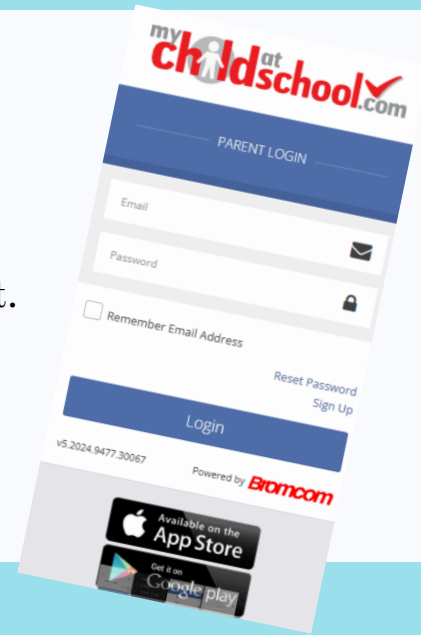 my child at school.com
PARENT LOGIN
t.
Email
Password
Remember Email Address
Reset Password
Sign Up
Login
v5.2024.9477.30067
Powered by Bromcom
Available on the
App Store
Get it on
Google play